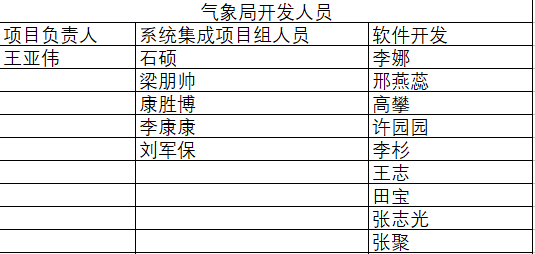 气象局开发人员
项目负责人 系统集成项目组人员 软件开发
王亚伟 石硕 李娜
梁朋帅 邢燕蕊
康胜博 高攀
李康康 许园园
刘军保 李杉
王志
田宝
张志光
张聚